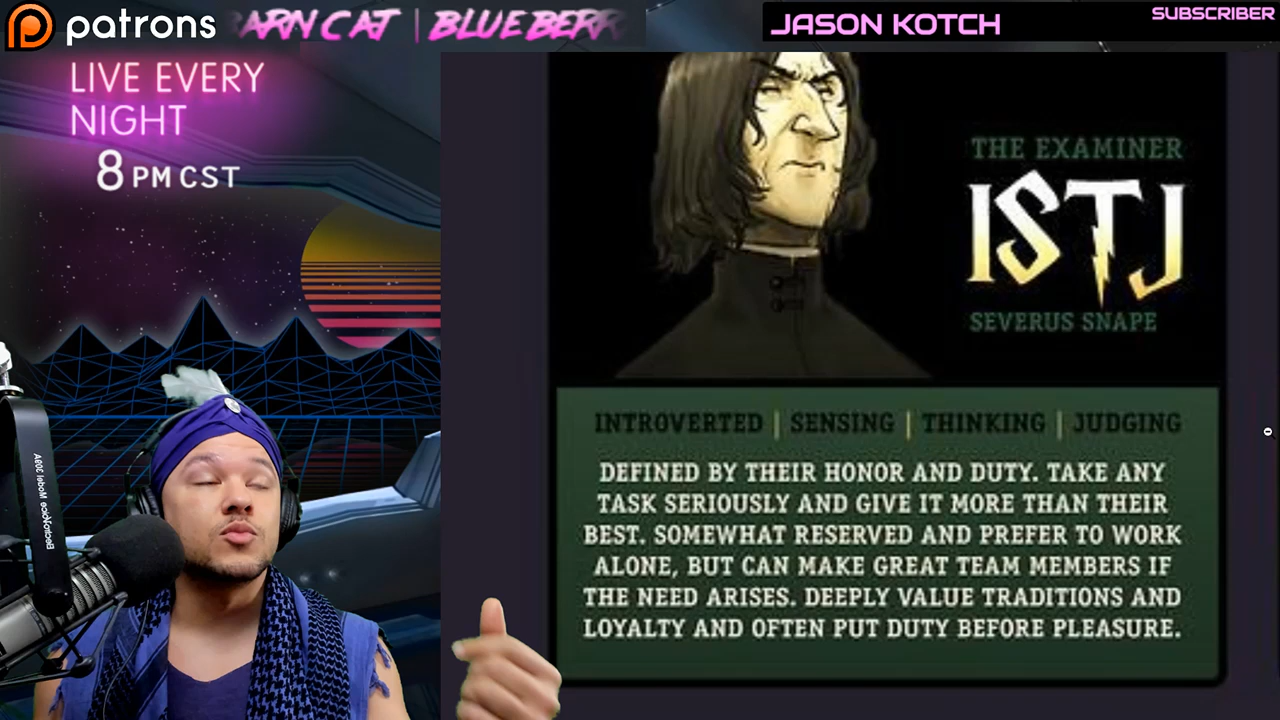 patrons
ARN CAT | BLUE BERR
JASON KOTCH
SUBSCRIBER
LIVE EVERY
NIGHT
8 PM CST
THE EXAMINER
ISTJ
SEVERUS SNAPE
INTROVERTED | SENSING | THINKING | JUDGING
DEFINED BY THEIR HONOR AND DUTY. TAKE ANY
TASK SERIOUSLY AND GIVE IT MORE THAN THEIR
BEST. SOMEWHAT RESERVED AND PREFER TO WORK
ALONE, BUT CAN MAKE GREAT TEAM MEMBERS IF
THE NEED ARISES. DEEPLY VALUE TRADITIONS AND
LOYALTY AND OFTEN PUT DUTY BEFORE PLEASURE.